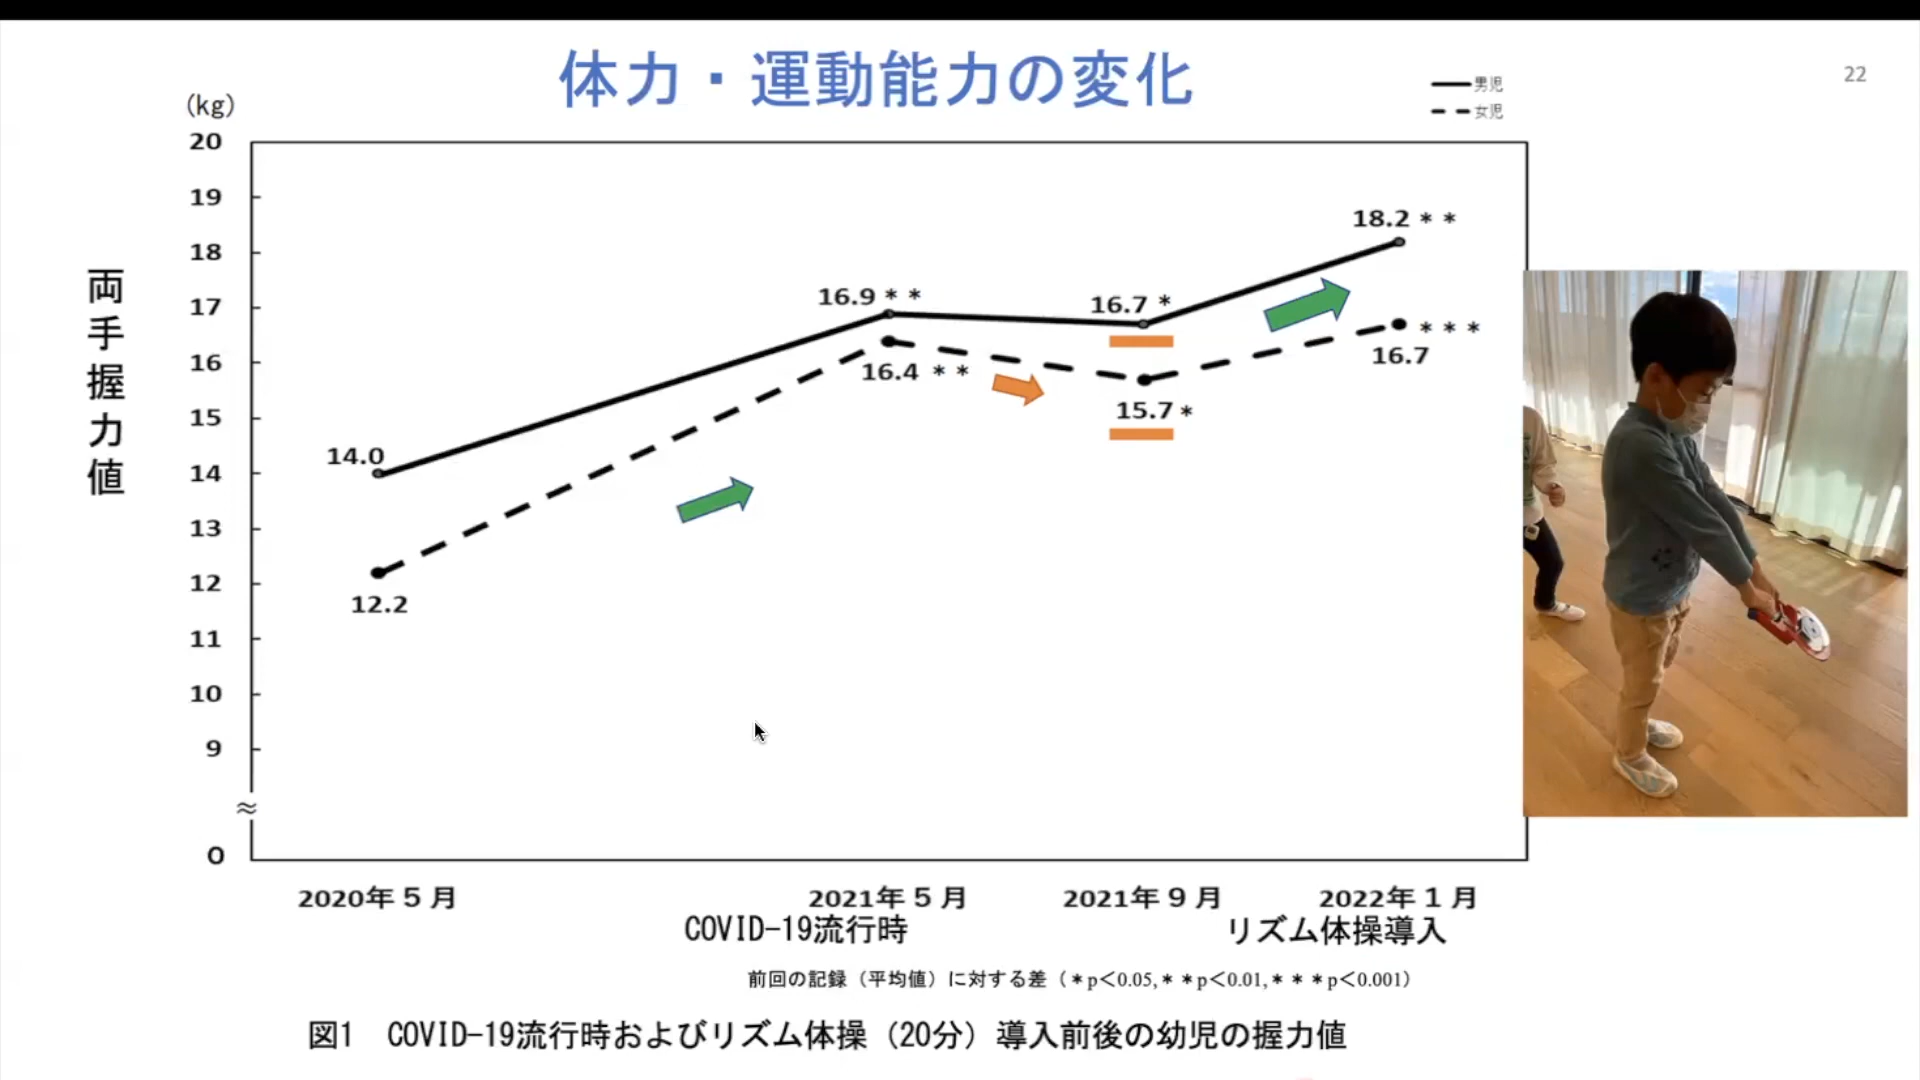 体力・運動能力の変化
22
男児
女児
(kg)
両手握力値
20
19
18
17
16
15
14
13
12
11
10
9
≈
0
14.0
16.9＊＊
16.7＊
18.2＊＊
12.2
16.4＊＊
15.7＊
16.7
＊＊＊
2020年５月
2021年５月
2021年９月
2022年１月
COVID-19流行時
リズム体操導入
前回の記録（平均値）に対する差（＊p＜0.05,＊＊p＜0.01,＊＊＊p＜0.001）
図1　COVID-19流行時およびリズム体操（20分）導入前後の幼児の握力値